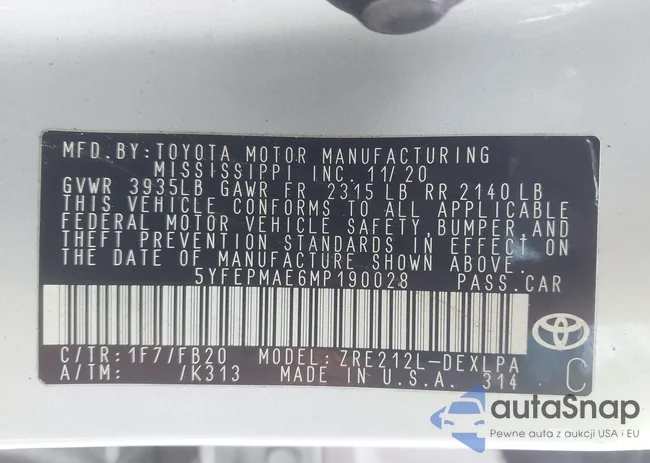 MFD.BY:TOYOTA MOTOR MANUFACTURING
MISSISSIPPI INC. 11/20
GVWR 3935LB GAWR FR 2315 LB RR 2140 LB
THIS VEHICLE CONFORMS TO ALL APPLICABLE
FEDERAL MOTOR VEHICLE SAFETY, BUMPER, AND
THEFT PREVENTION STANDARDS IN EFFECT ON
THE DATE OF MANUFACTURE SHOWN ABOVE.
5YFEPMAE6MP190028 PASS.CAR
C/TR:1F7/FB20 MODEL:ZRE212L-DEXLPA
A/TM: /K313 MADE IN U.S.A. 314 C
autaSnap
Pewne auta z aukcji USA i EU